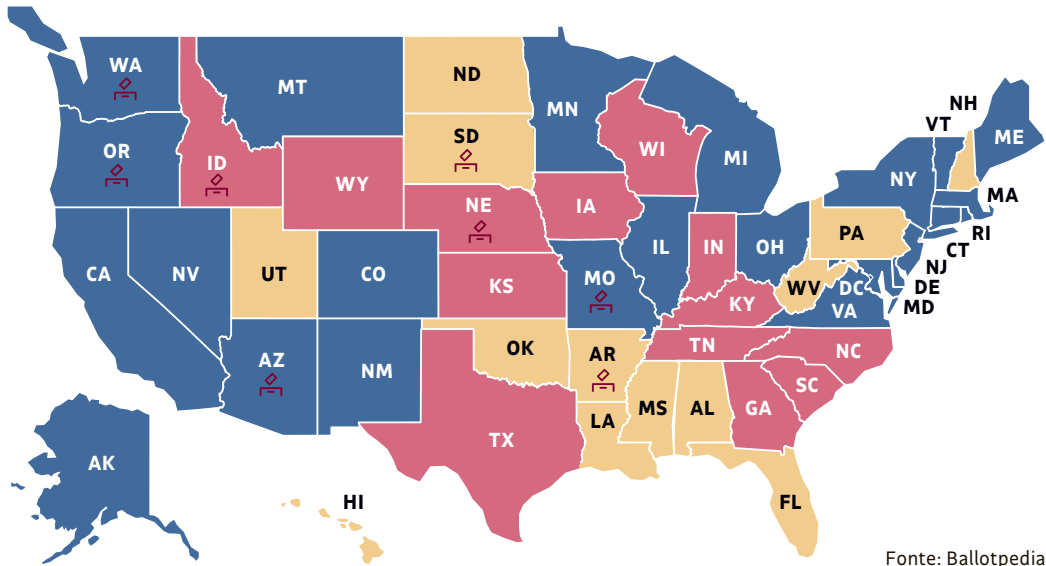 WA
MT
ND
MN
OR
ID
SD
WI
MI
NH
VT
ME
WY
NE
IA
NY
MA
RI
CT
NJ
DE
MD
CA
NV
UT
CO
KS
MO
IL
IN
OH
PA
WV
DC
VA
KY
AZ
NM
OK
AR
TN
NC
SC
MS
AL
GA
LA
TX
AK
HI
FL
Fonte: Ballotpedia